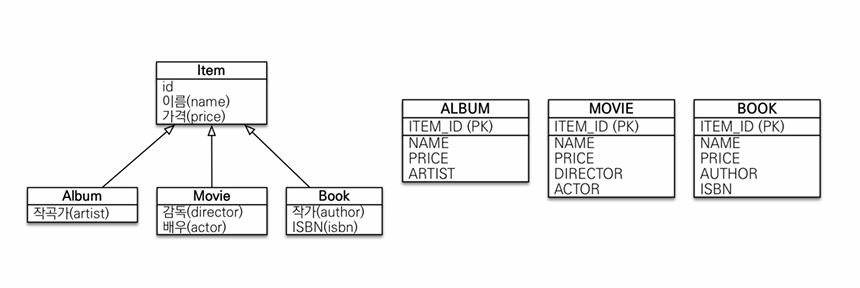 Item
id
이름(name)
가격(price)
Album
작곡가(artist)
Movie
감독(director)
배우(actor)
Book
작가(author)
ISBN(isbn)
ALBUM
ITEM_ID (PK)
NAME
PRICE
ARTIST
MOVIE
ITEM_ID (PK)
NAME
PRICE
DIRECTOR
ACTOR
BOOK
ITEM_ID (PK)
NAME
PRICE
AUTHOR
ISBN